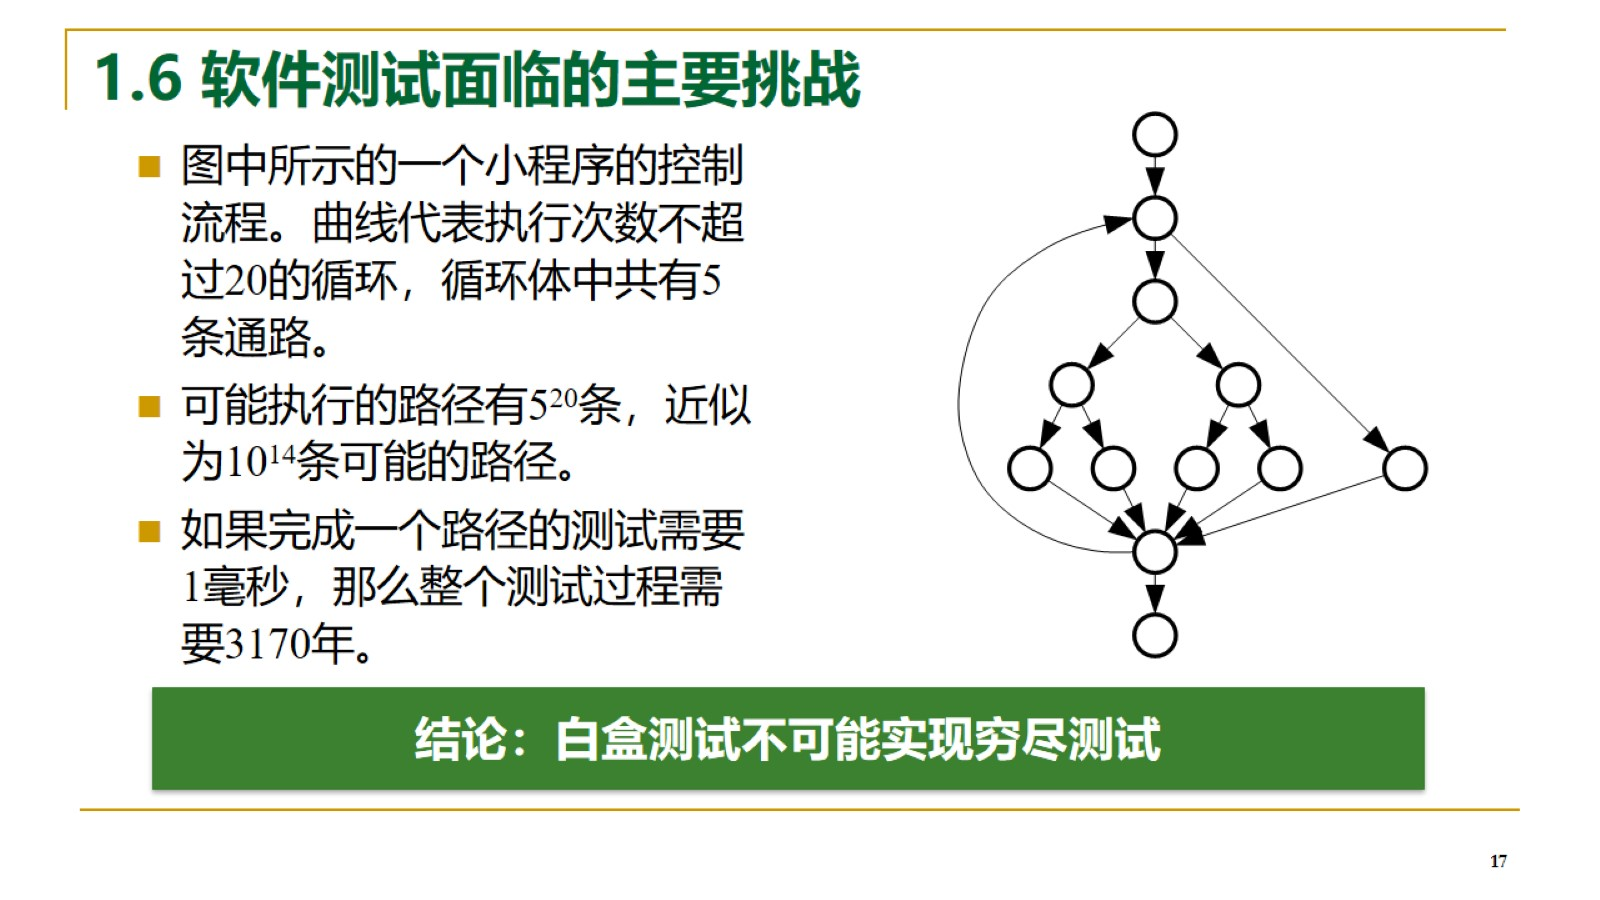 1.6 软件测试面临的主要挑战
图中所示的一个小程序的控制
流程。曲线代表执行次数不超
过20的循环，循环体中共有5
条通路。
可能执行的路径有5²⁰条，近似
为10¹⁴条可能的路径。
如果完成一个路径的测试需要
1毫秒，那么整个测试过程需
要3170年。
结论：白盒测试不可能实现穷尽测试
17